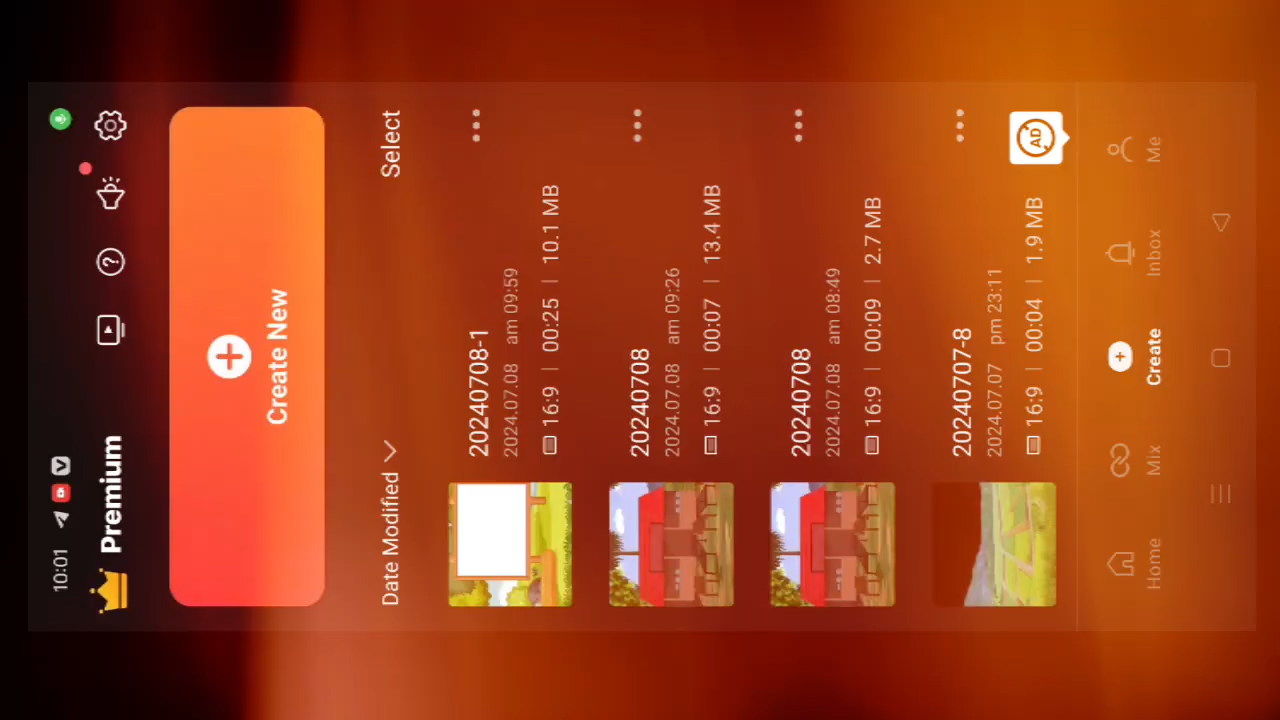 10:01
Premium
Create New
Date Modified
Select
20240708-1
2024.07.08 am 09:59
16:9 | 00:25 | 10.1 MB
20240708
2024.07.08 am 09:26
16:9 | 00:07 | 13.4 MB
20240708
2024.07.08 am 08:49
16:9 | 00:09 | 2.7 MB
20240707-8
2024.07.07 pm 23:11
16:9 | 00:04 | 1.9 MB
AD
Home
Mix
Create
Inbox
Me